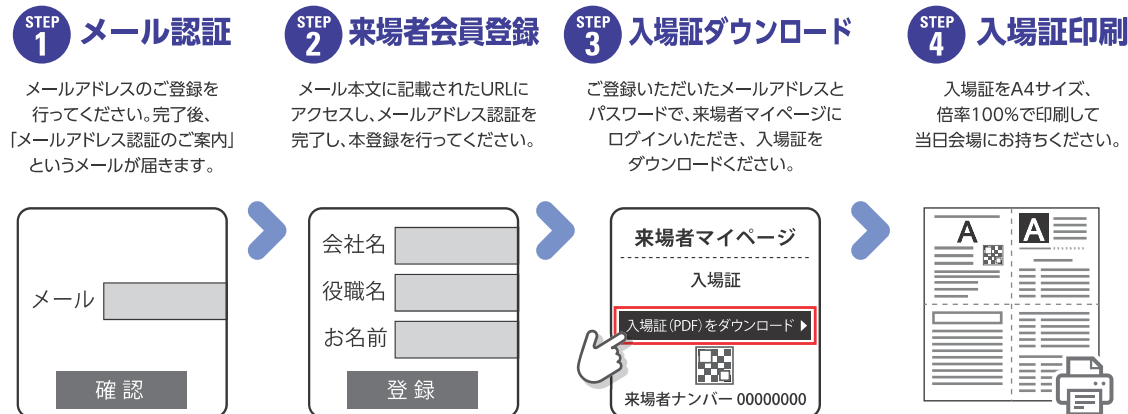 STEP
1
メール認証
メールアドレスのご登録を
行ってください。完了後、
「メールアドレス認証のご案内」
というメールが届きます。
メール
確認
STEP
2
来場者会員登録
メール本文に記載されたURLに
アクセスし、メールアドレス認証を
完了し、本登録を行ってください。
会社名
役職名
お名前
登録
STEP
3
入場証ダウンロード
ご登録いただいたメールアドレスと
パスワードで、来場者マイページに
ログインいただき、入場証を
ダウンロードください。
来場者マイページ
入場証
入場証(PDF)をダウンロード
来場者ナンバー 00000000
STEP
4
入場証印刷
入場証をA4サイズ、
倍率100%で印刷して
当日会場にお持ちください。
A
A